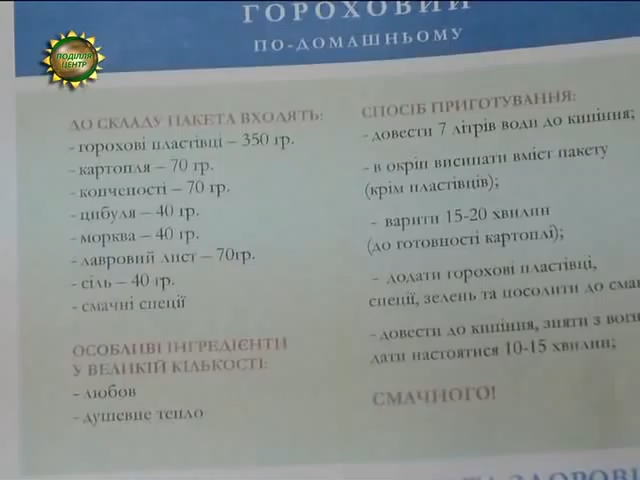 ГОРОХОВИЙ
ПО-ДОМАШНЬОМУ
ПОДІЛЛЯ
ЦЕНТР
ДО СКЛАДУ ПАКЕТА ВХОДЯТЬ:
- горохові пластівці – 350 гр.
- картопля – 70 гр.
- копченості – 70 гр.
- цибуля – 40 гр.
- морква – 40 гр.
- лавровий лист – 70гр.
- сіль – 40 гр.
- смачні спеції
ОСОБЛИВІ ІНГРЕДІЄНТИ
У ВЕЛИКІЙ КІЛЬКОСТІ:
- любов
- душевне тепло
СПОСІБ ПРИГОТУВАННЯ:
- довести 7 літрів води до кипіння;
- в окріп висипати вміст пакету
(крім пластівців);
- варити 15-20 хвилин
(до готовності картоплі);
- додати горохові пластівці,
спеції, зелень та посолити до смак
- довести до кипіння, зняти з вогн
дати настоятися 10-15 хвилин;
СМАЧНОГО!